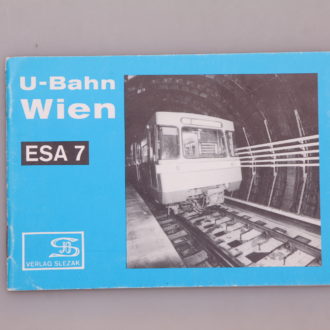 U-Bahn
Wien
ESA 7
VERLAG SLEZAK